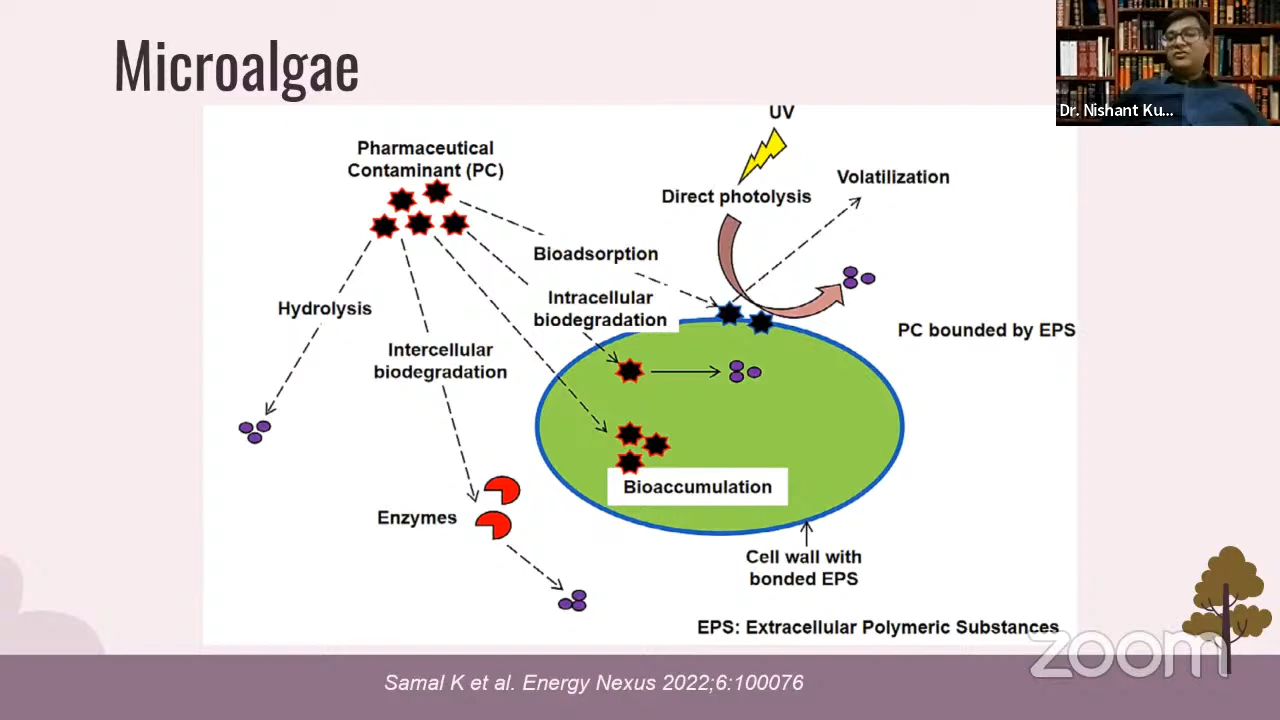 Microalgae
Dr. Nishant Ku...
UV
Pharmaceutical
Contaminant (PC)
Direct photolysis
Volatilization
Bioadsorption
Hydrolysis
Intracellular
biodegradation
PC bounded by EPS
Intercellular
biodegradation
Bioaccumulation
Enzymes
Cell wall with
bonded EPS
EPS: Extracellular Polymeric Substances
zoom
Samal K et al. Energy Nexus 2022;6:100076